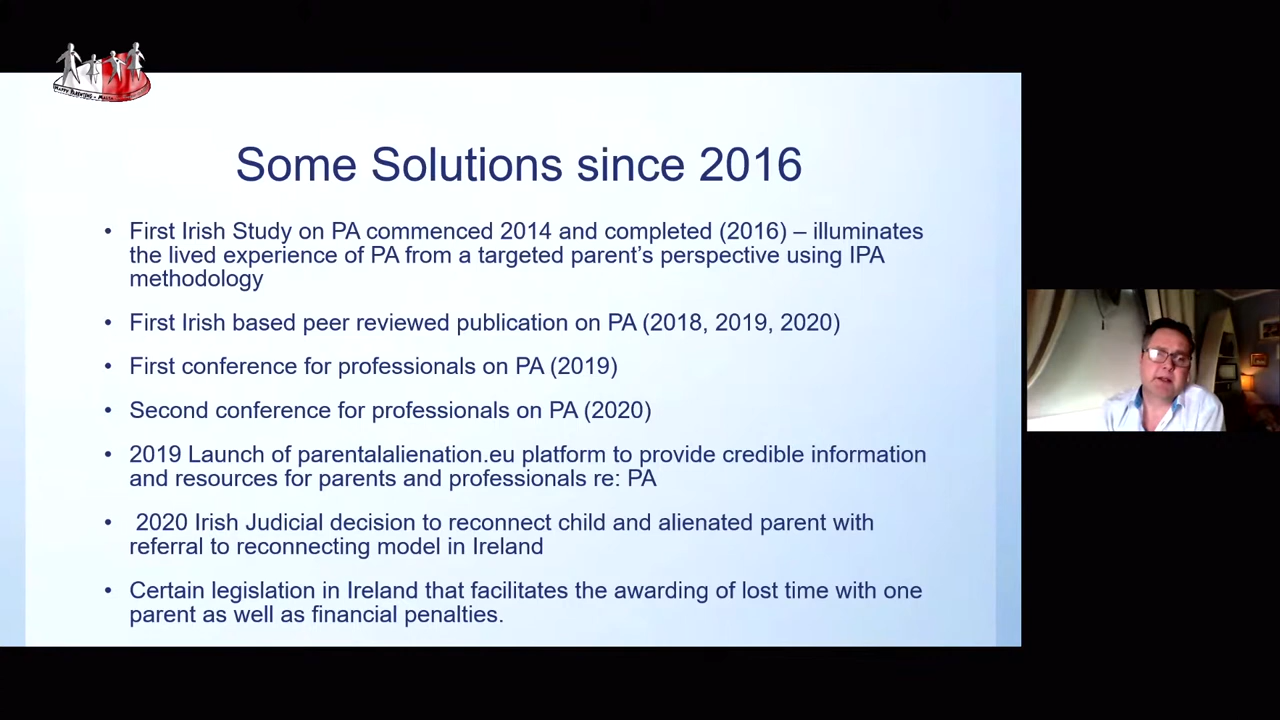 Some Solutions since 2016
• First Irish Study on PA commenced 2014 and completed (2016) – illuminates
the lived experience of PA from a targeted parent’s perspective using IPA
methodology
• First Irish based peer reviewed publication on PA (2018, 2019, 2020)
• First conference for professionals on PA (2019)
• Second conference for professionals on PA (2020)
• 2019 Launch of parentalalienation.eu platform to provide credible information
and resources for parents and professionals re: PA
• 2020 Irish Judicial decision to reconnect child and alienated parent with
referral to reconnecting model in Ireland
• Certain legislation in Ireland that facilitates the awarding of lost time with one
parent as well as financial penalties.